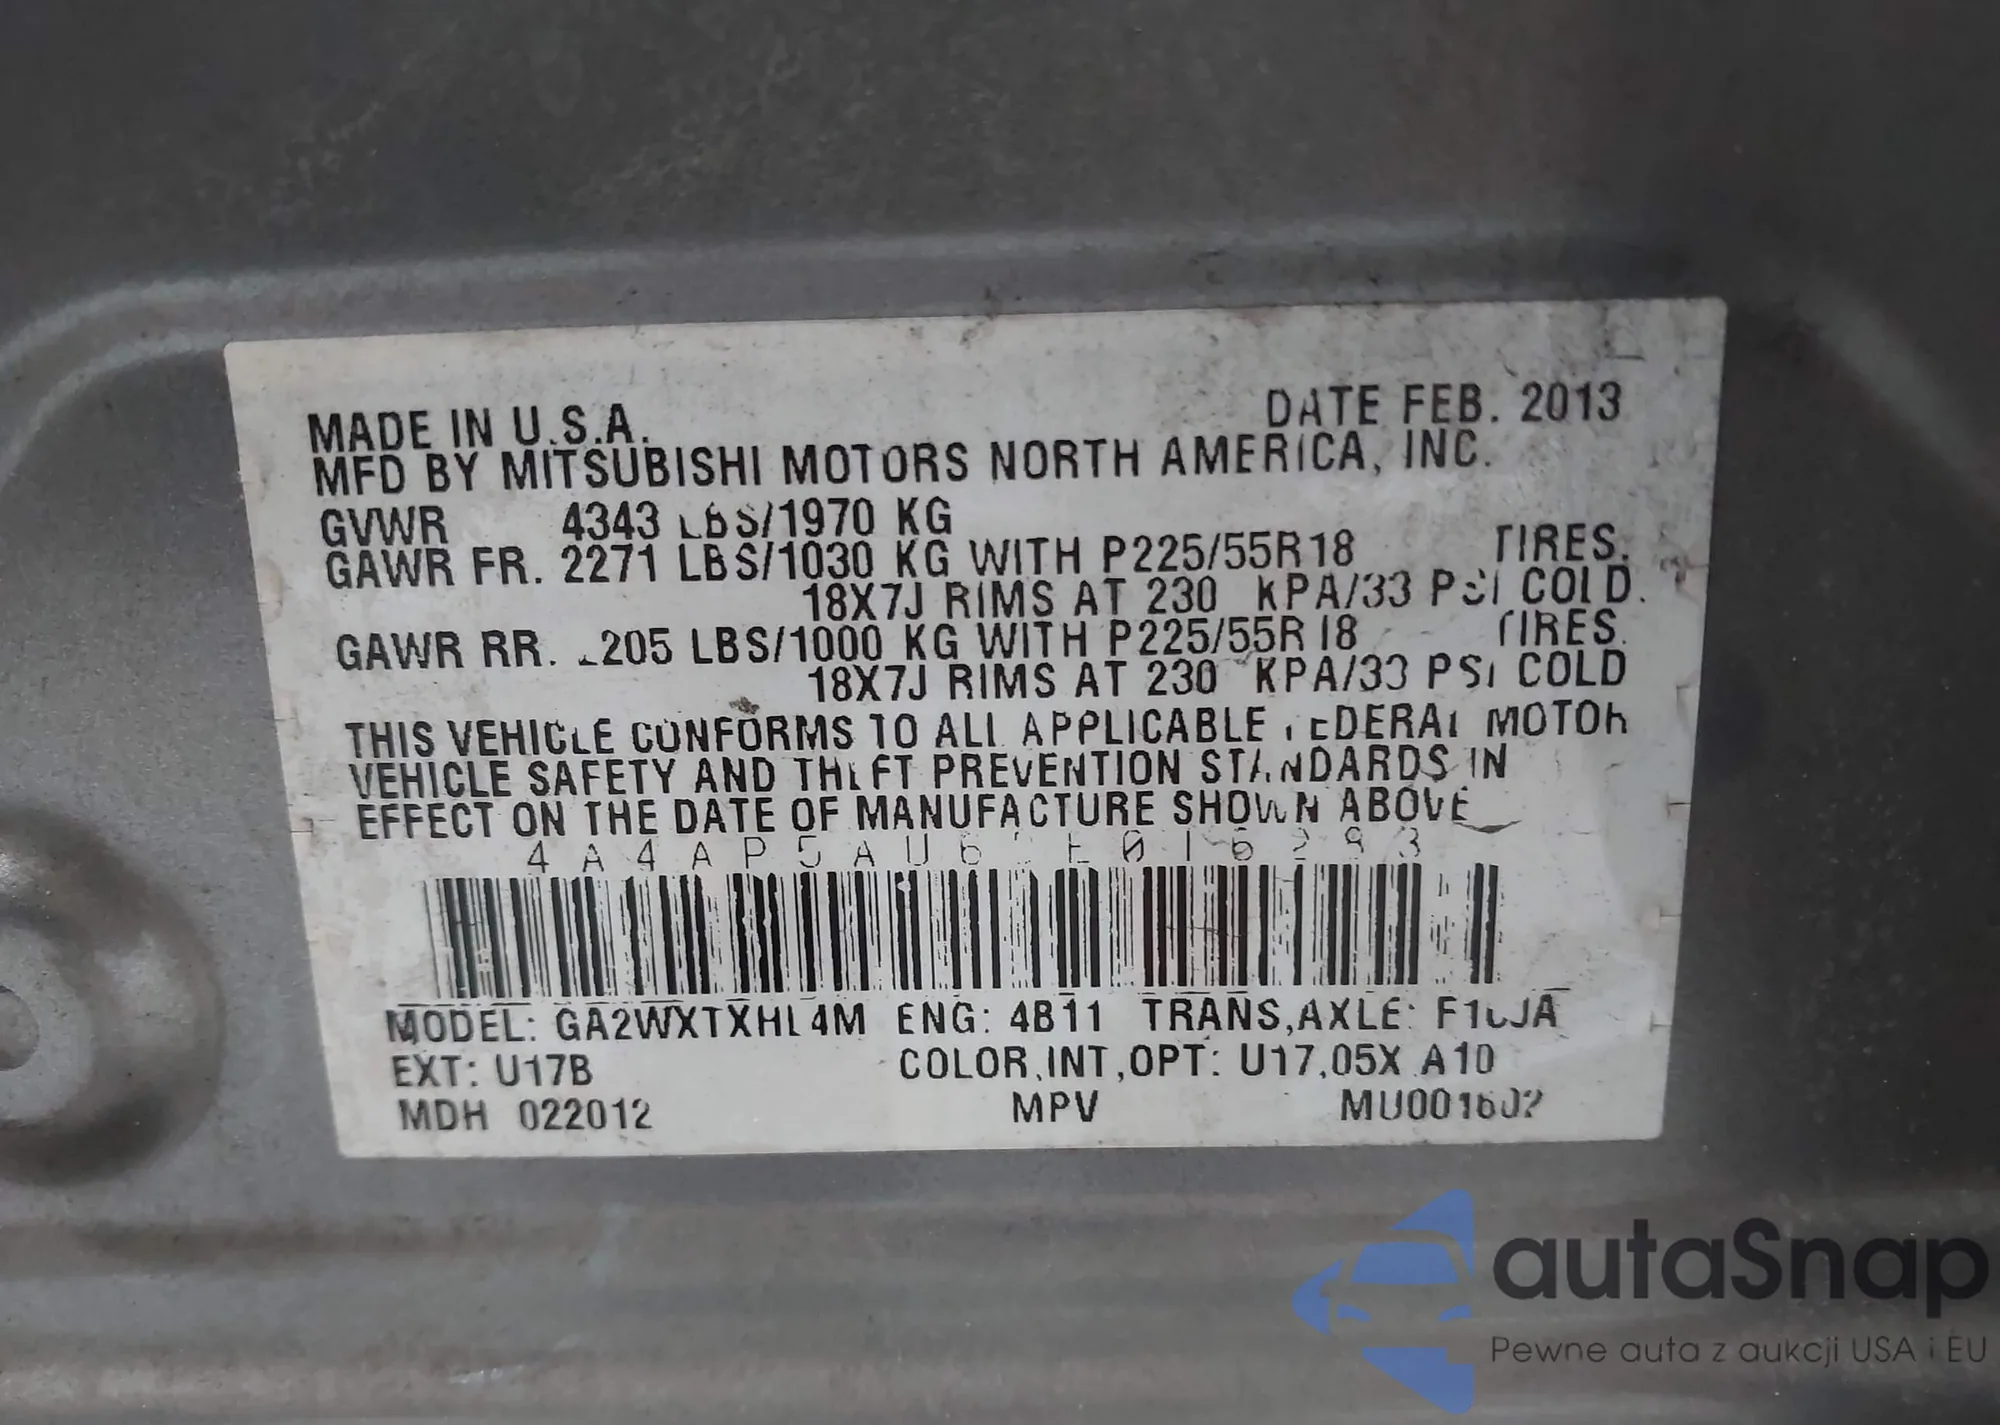 MADE IN U.S.A. DATE FEB. 2013
MFD BY MITSUBISHI MOTORS NORTH AMERICA, INC.
GVWR 4343 LBS/1970 KG
GAWR FR. 2271 LBS/1030 KG WITH P225/55R18 TIRES.
18X7J RIMS AT 230 KPA/33 PSI COLD.
GAWR RR. LBS/1000 KG WITH P225/55R18 TIRES.
18X7J RIMS AT 230 KPA/33 PSI COLD
THIS VEHICLE CONFORMS TO ALL APPLICABLE FEDERAL MOTOR
VEHICLE SAFETY AND THEFT PREVENTION STANDARDS IN
EFFECT ON THE DATE OF MANUFACTURE SHOWN ABOVE
MODEL: GA2WXTXHL4M ENG: 4B11 TRANS,AXLE:
EXT: U17B COLOR,INT,OPT: U17,05X A10
MDH 022012 MPV
autaSnap
Pewne auta z aukcji USA i EU